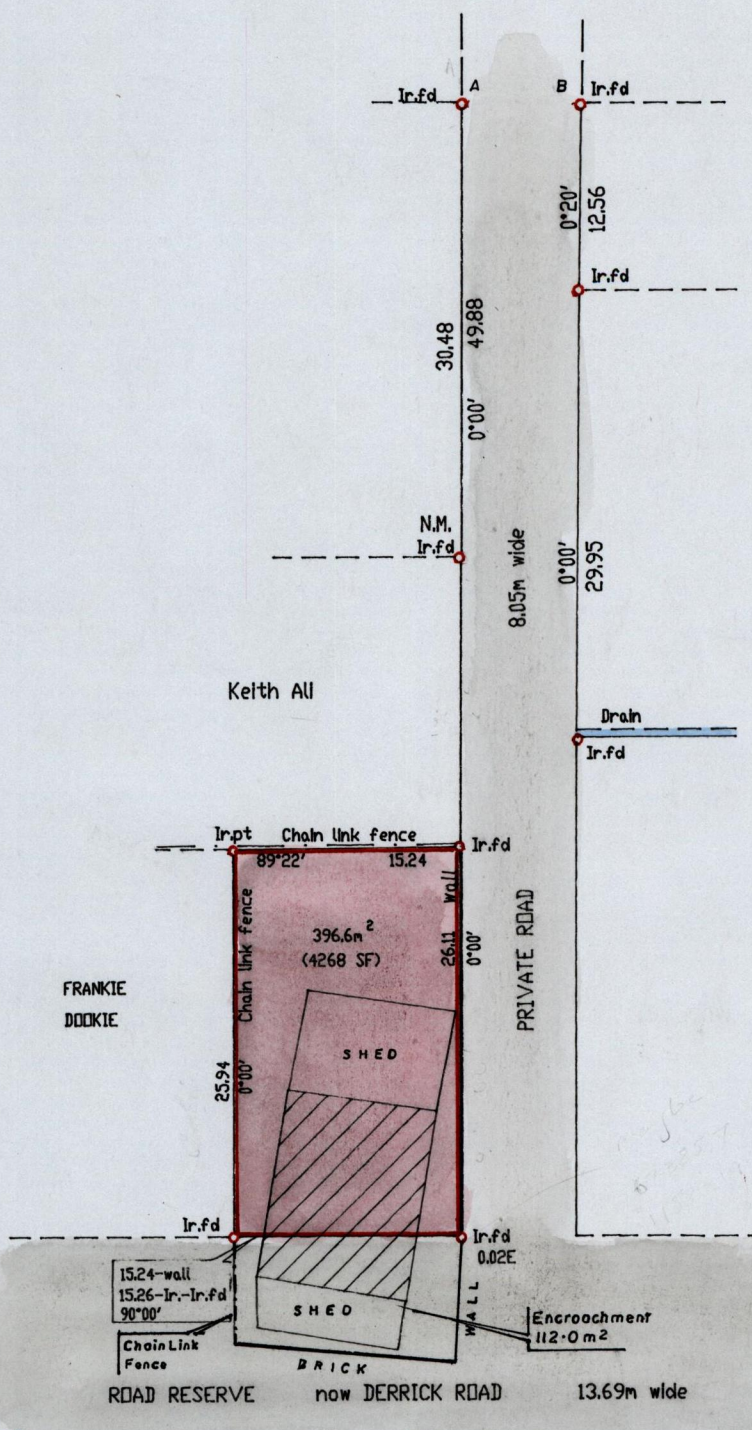 Ir.fd
A
B
Ir.fd
0°20'
12.56
Ir.fd
30.48
49.88
0°00'
N.M.
Ir.fd
8.05m wide
0°00'
29.95
Keith Ali
Drain
Ir.fd
Ir.pt
Chain link fence
Ir.fd
89°22'
15.24
Chain link fence
wall
396.6m²
(4268 SF)
26.11
0°00'
PRIVATE ROAD
FRANKIE
DOOKIE
SHED
25.94
0°00'
Ir.fd
Ir.fd
0.02E
15.24-wall
15.26-Ir.-Ir.fd
90°00'
WALL
SHED
Encroachment
112.0 m²
Chain Link
Fence
BRICK
ROAD RESERVE now DERRICK ROAD 13.69m wide